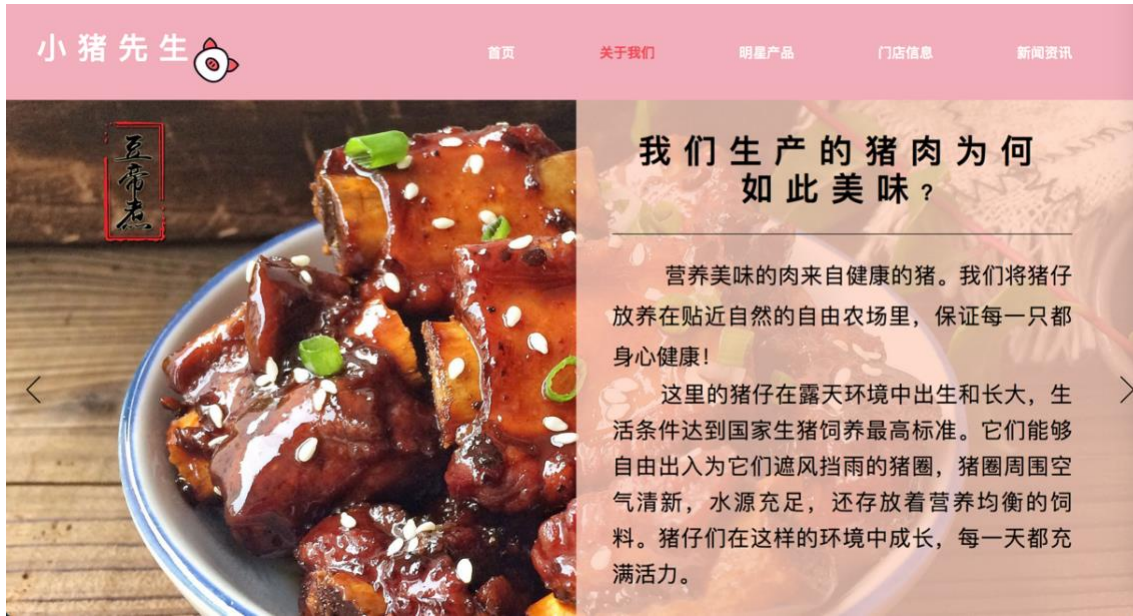 小猪先生
首页
关于我们
明星产品
门店信息
新闻资讯
豆帝煮
我们生产的猪肉为何
如此美味?
营养美味的肉来自健康的猪。我们将猪仔
放养在贴近自然的自由农场里，保证每一只都
身心健康！
这里的猪仔在露天环境中出生和长大，生
活条件达到国家生猪饲养最高标准。它们能够
自由出入为它们遮风挡雨的猪圈，猪圈周围空
气清新，水源充足，还存放着营养均衡的饲
料。猪仔们在这样的环境中成长，每一天都充
满活力。